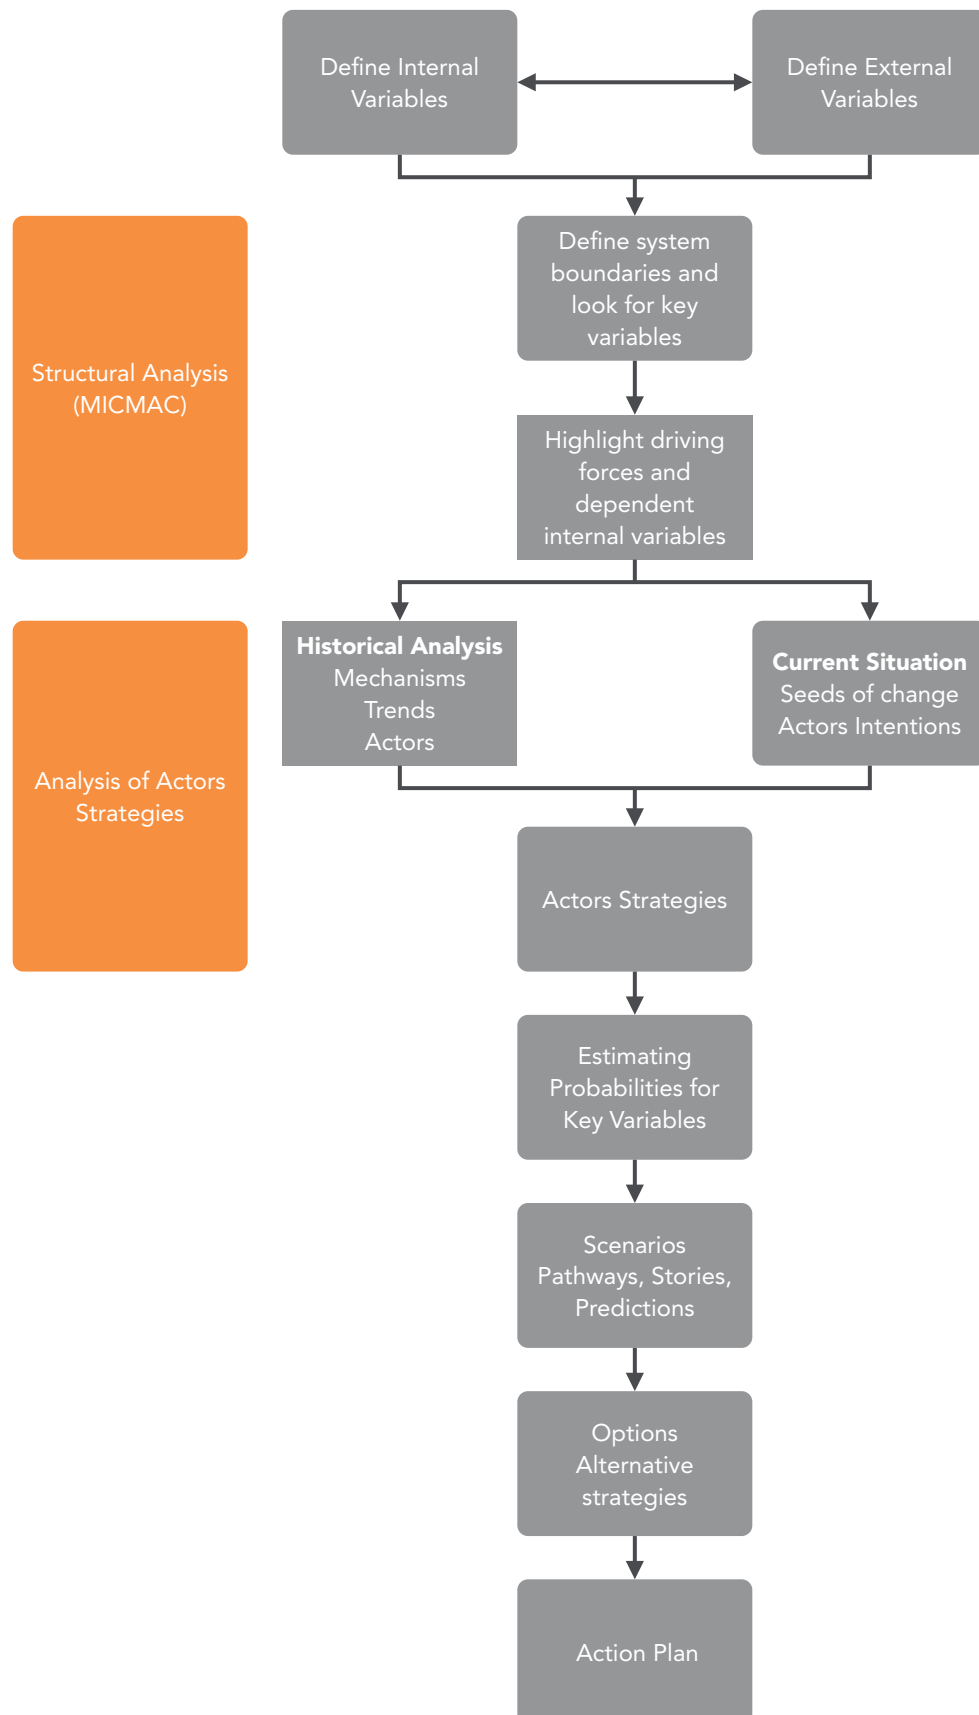 Define Internal
Variables
Define External
Variables
Define system
boundaries and
look for key
variables
Structural Analysis
(MICMAC)
Highlight driving
forces and
dependent
internal variables
Historical Analysis
Mechanisms
Trends
Actors
Current Situation
Seeds of change
Actors Intentions
Analysis of Actors
Strategies
Actors Strategies
Estimating
Probabilities for
Key Variables
Scenarios
Pathways, Stories,
Predictions
Options
Alternative
strategies
Action Plan